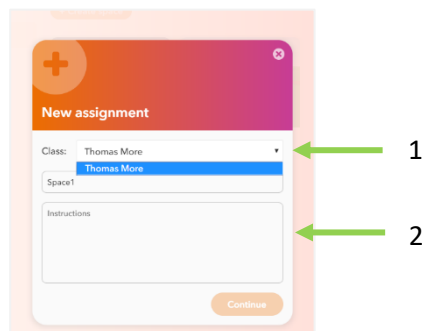 New assignment
Class: Thomas More
Thomas More
Space1
Instructions
Continue
1
2